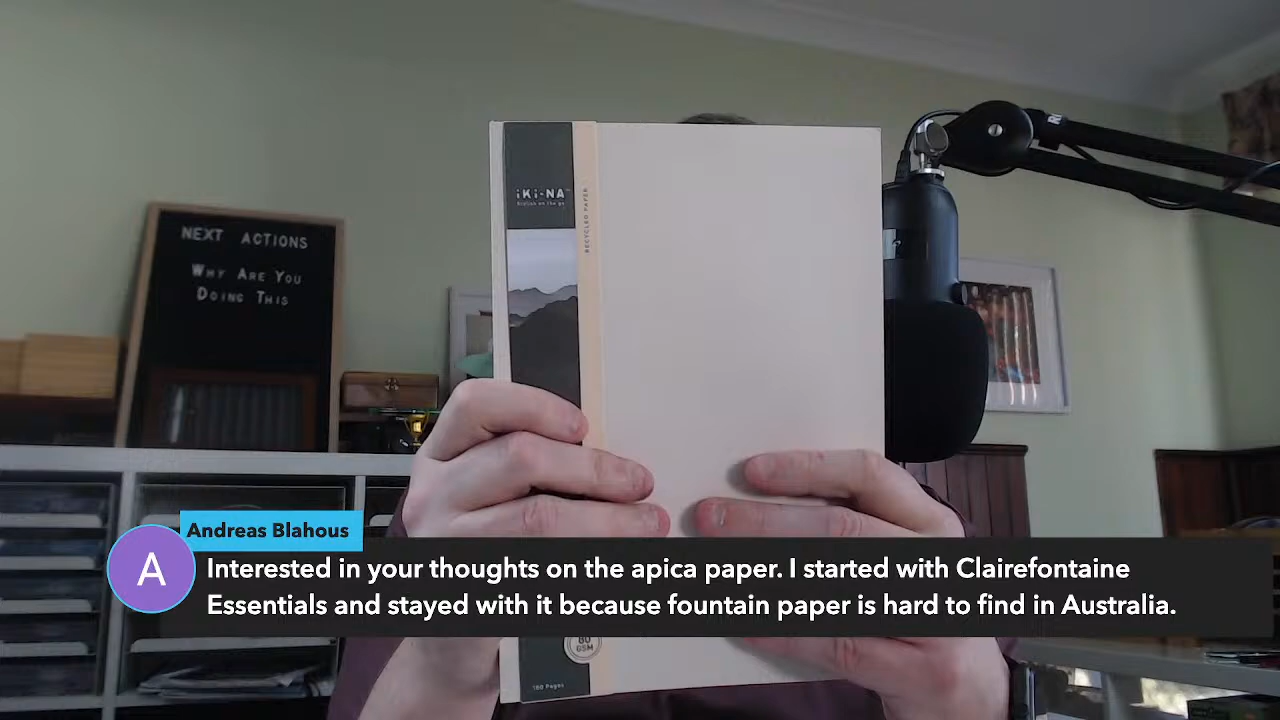 NEXT ACTIONS
WHY ARE YOU
DOING THIS
iKi-NA
RECYCLED PAPER
80
GSM
180 Pages
Andreas Blahous
A
Interested in your thoughts on the apica paper. I started with Clairefontaine
Essentials and stayed with it because fountain paper is hard to find in Australia.